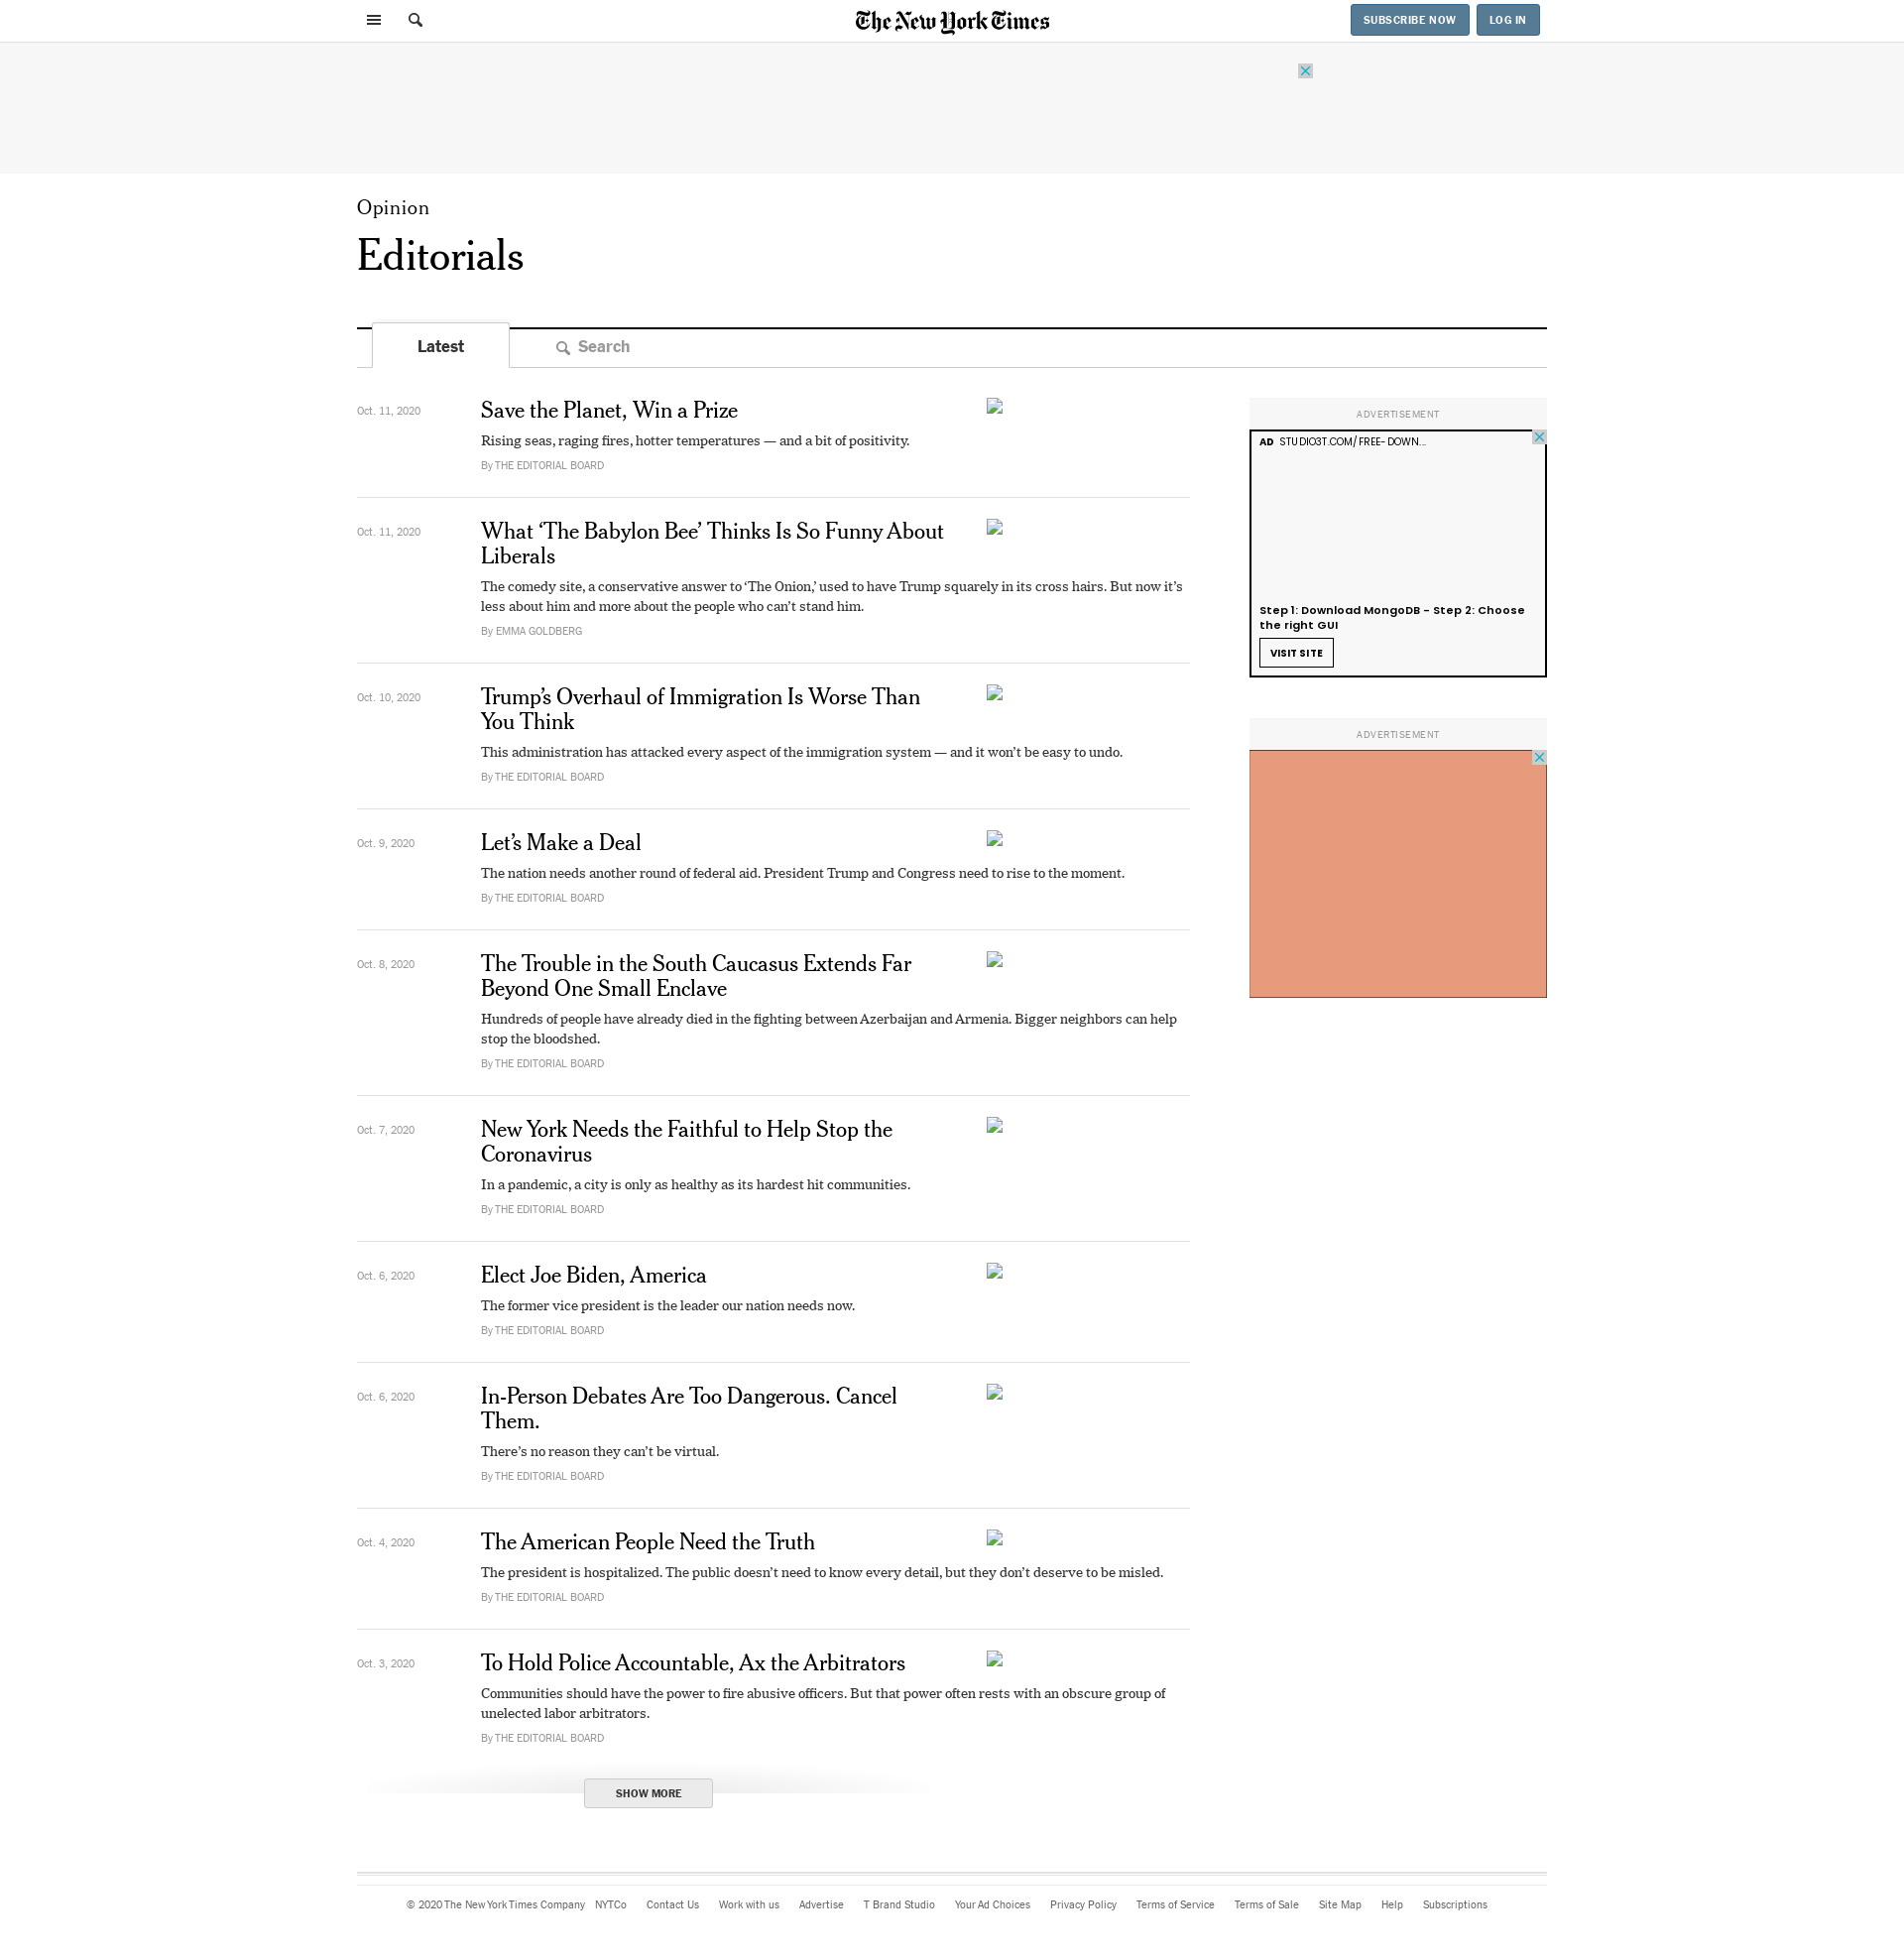 The New York Times
SUBSCRIBE NOW
LOG IN
Opinion
Editorials
Latest
Search
Oct. 11, 2020
Save the Planet, Win a Prize
Rising seas, raging fires, hotter temperatures — and a bit of positivity.
By THE EDITORIAL BOARD
Oct. 11, 2020
What ‘The Babylon Bee’ Thinks Is So Funny About
Liberals
The comedy site, a conservative answer to ‘The Onion,’ used to have Trump squarely in its cross hairs. But now it’s
less about him and more about the people who can’t stand him.
By EMMA GOLDBERG
Oct. 10, 2020
Trump’s Overhaul of Immigration Is Worse Than
You Think
This administration has attacked every aspect of the immigration system — and it won’t be easy to undo.
By THE EDITORIAL BOARD
Oct. 9, 2020
Let’s Make a Deal
The nation needs another round of federal aid. President Trump and Congress need to rise to the moment.
By THE EDITORIAL BOARD
Oct. 8, 2020
The Trouble in the South Caucasus Extends Far
Beyond One Small Enclave
Hundreds of people have already died in the fighting between Azerbaijan and Armenia. Bigger neighbors can help
stop the bloodshed.
By THE EDITORIAL BOARD
Oct. 7, 2020
New York Needs the Faithful to Help Stop the
Coronavirus
In a pandemic, a city is only as healthy as its hardest hit communities.
By THE EDITORIAL BOARD
Oct. 6, 2020
Elect Joe Biden, America
The former vice president is the leader our nation needs now.
By THE EDITORIAL BOARD
Oct. 6, 2020
In-Person Debates Are Too Dangerous. Cancel
Them.
There’s no reason they can’t be virtual.
By THE EDITORIAL BOARD
Oct. 4, 2020
The American People Need the Truth
The president is hospitalized. The public doesn’t need to know every detail, but they don’t deserve to be misled.
By THE EDITORIAL BOARD
Oct. 3, 2020
To Hold Police Accountable, Ax the Arbitrators
Communities should have the power to fire abusive officers. But that power often rests with an obscure group of
unelected labor arbitrators.
By THE EDITORIAL BOARD
SHOW MORE
ADVERTISEMENT
AD STUDIO3T.COM/FREE-DOWN...
Step 1: Download MongoDB - Step 2: Choose
the right GUI
VISIT SITE
ADVERTISEMENT
© 2020 The New York Times Company NYTCo Contact Us Work with us Advertise T Brand Studio Your Ad Choices Privacy Policy Terms of Service Terms of Sale Site Map Help Subscriptions